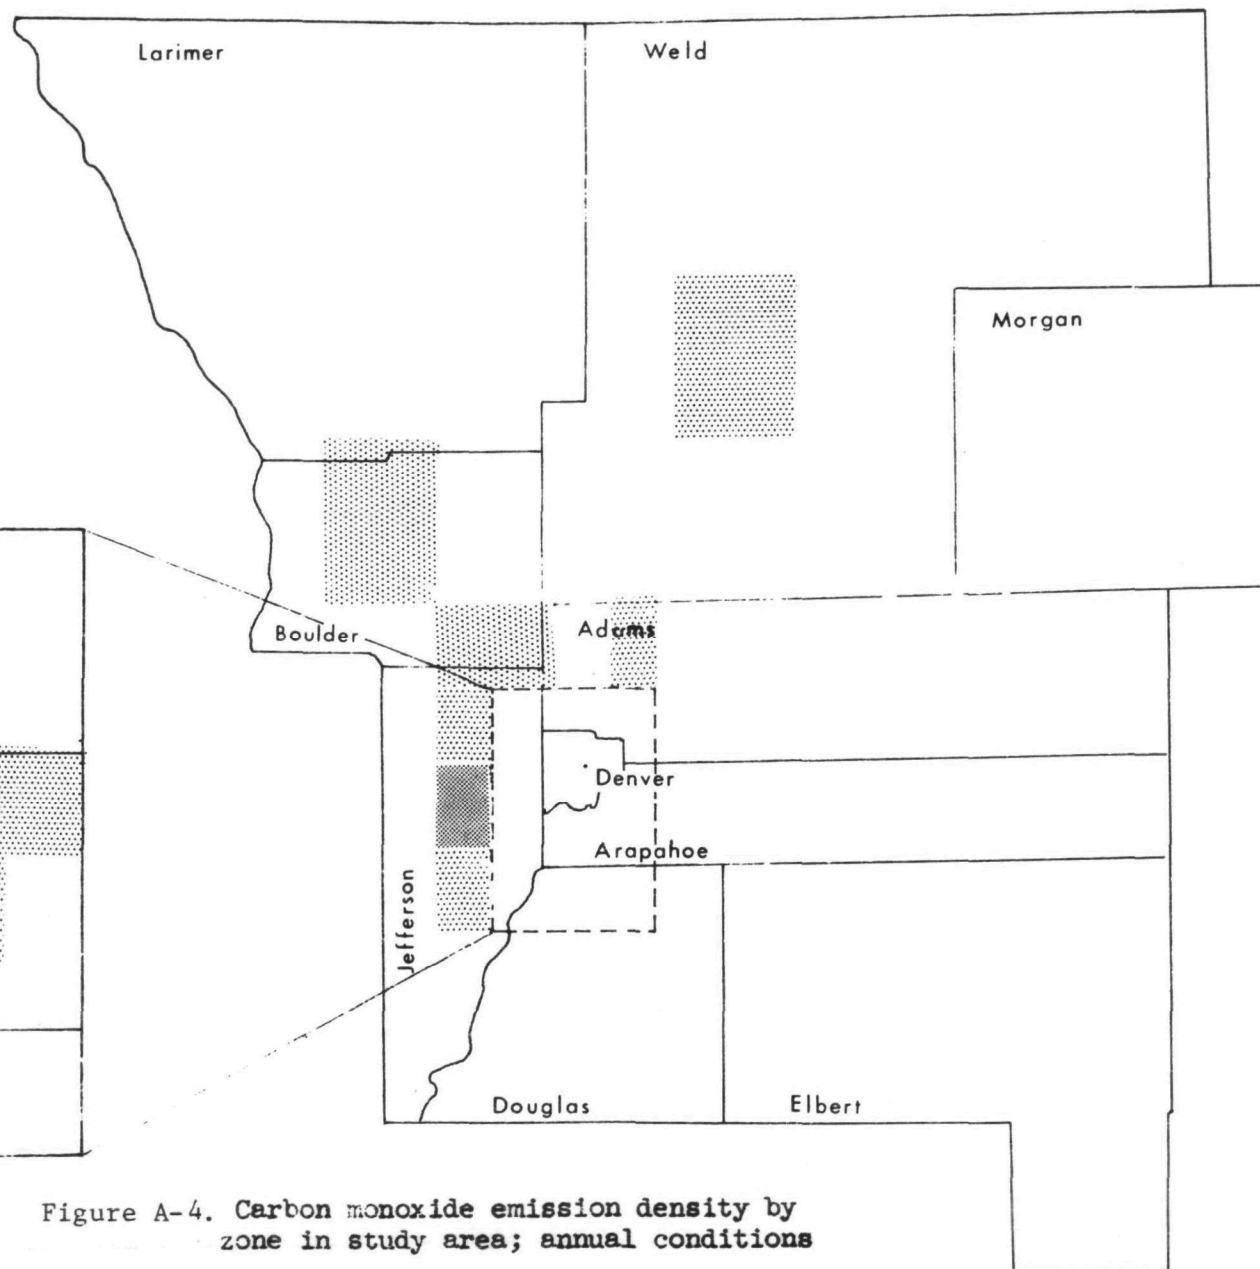 Larimer
Weld
Morgan
Boulder
Adams
Denver
Arapahoe
Jefferson
Douglas
Elbert
Figure A-4. Carbon monoxide emission density by
zone in study area; annual conditions